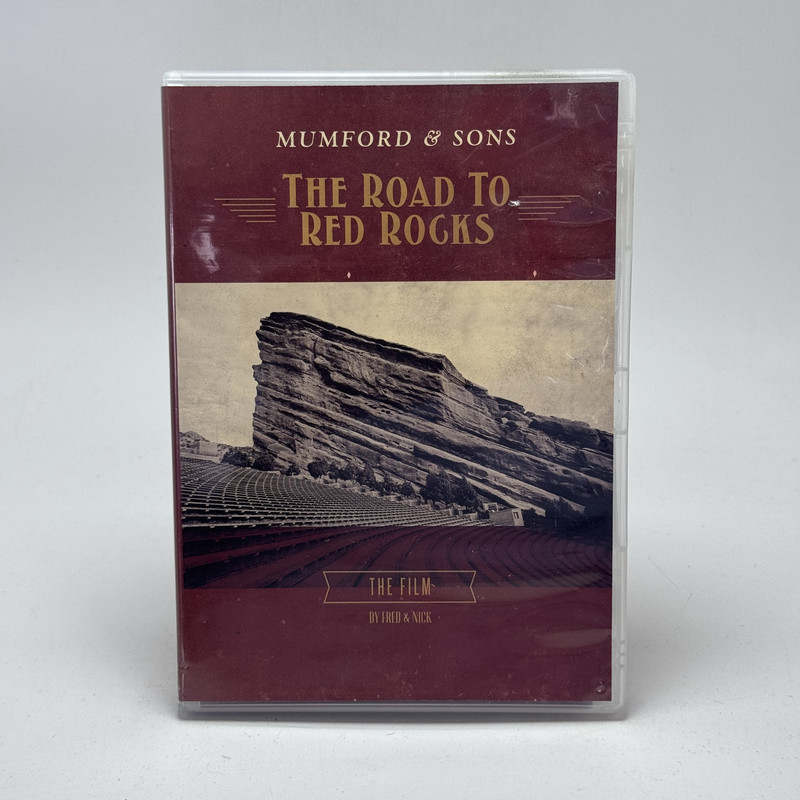 MUMFORD & SONS
THE ROAD TO
RED ROCKS
THE FILM
BY FRED & NICK